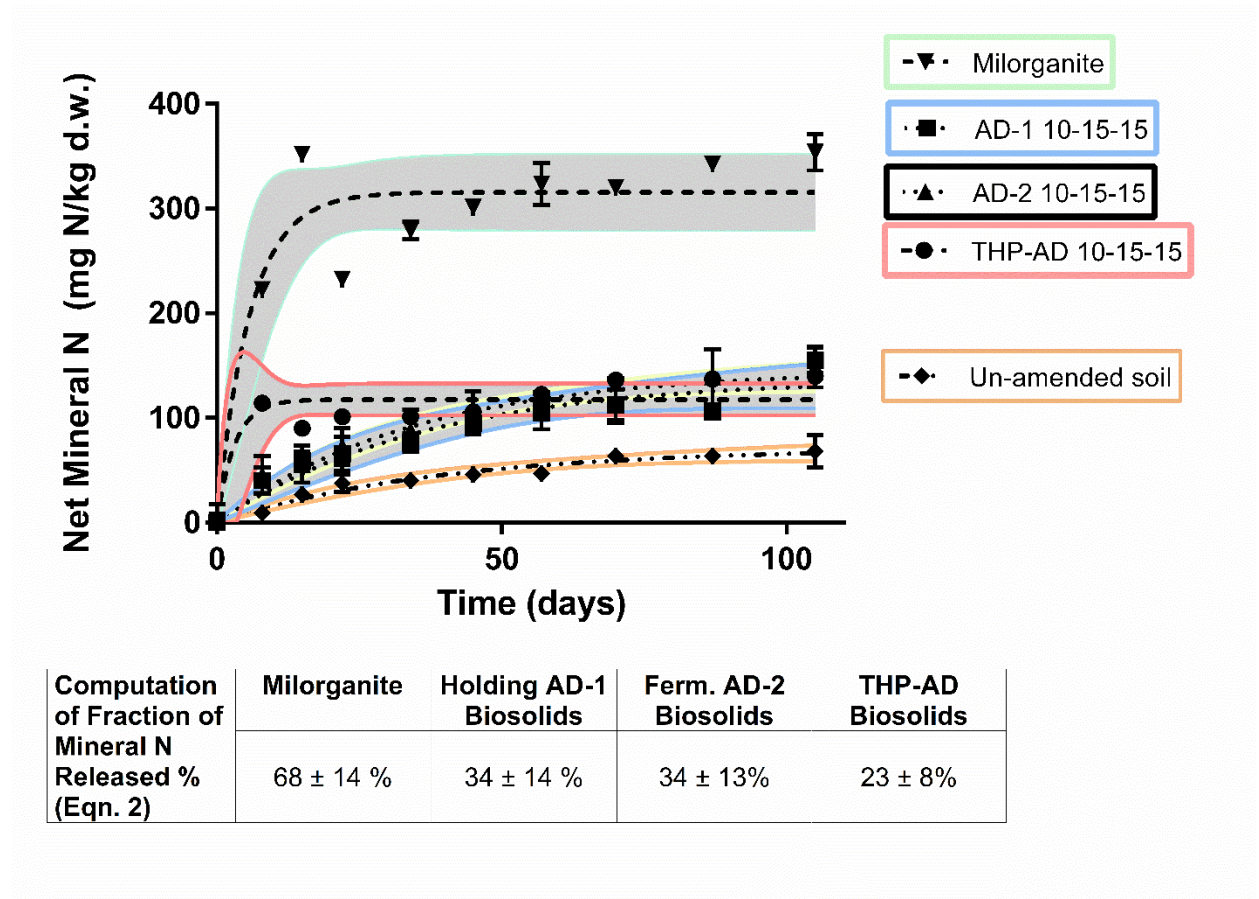 Net Mineral N (mg N/kg d.w.)
400
300
200
100
0
0
50
100
Time (days)
Milorganite
AD-1 10-15-15
AD-2 10-15-15
THP-AD 10-15-15
Un-amended soil
Computation
of Fraction of
Mineral N
Released %
(Eqn. 2)
Milorganite
Holding AD-1
Biosolids
Ferm. AD-2
Biosolids
THP-AD
Biosolids
68 ± 14 %
34 ± 14 %
34 ± 13%
23 ± 8%